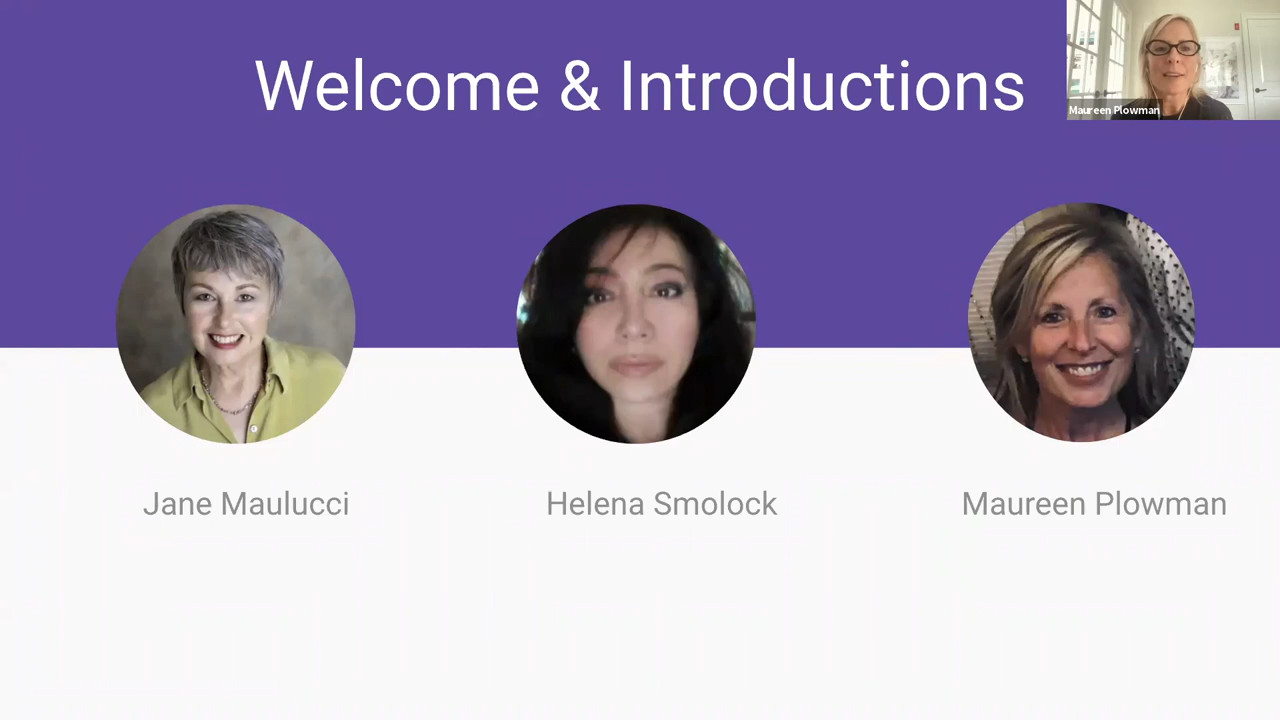 Welcome & Introductions
Maureen Plowman
Jane Maulucci
Helena Smolock
Maureen Plowman